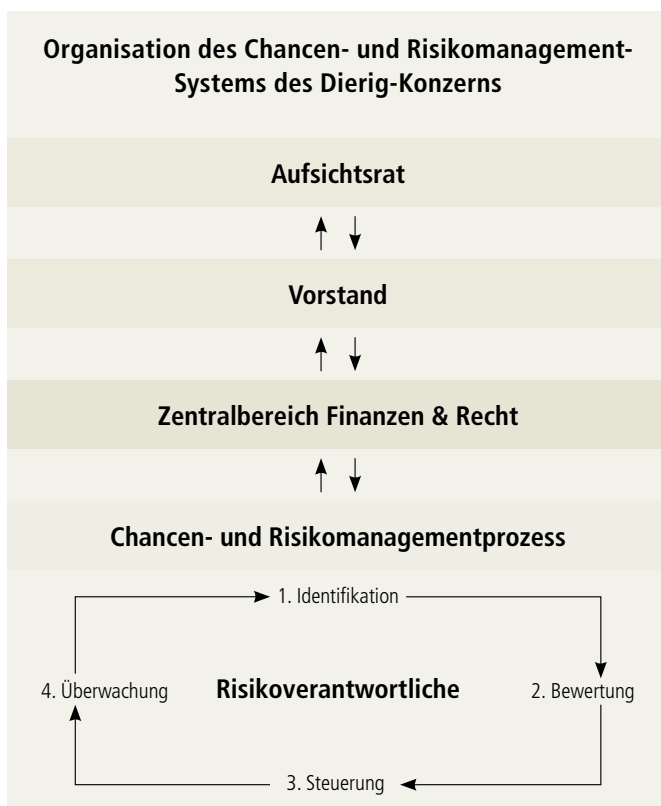 Organisation des Chancen- und Risikomanagement-
Systems des Dierig-Konzerns
Aufsichtsrat
Vorstand
Zentralbereich Finanzen & Recht
Chancen- und Risikomanagementprozess
1. Identifikation
4. Überwachung
Risikoverantwortliche
2. Bewertung
3. Steuerung